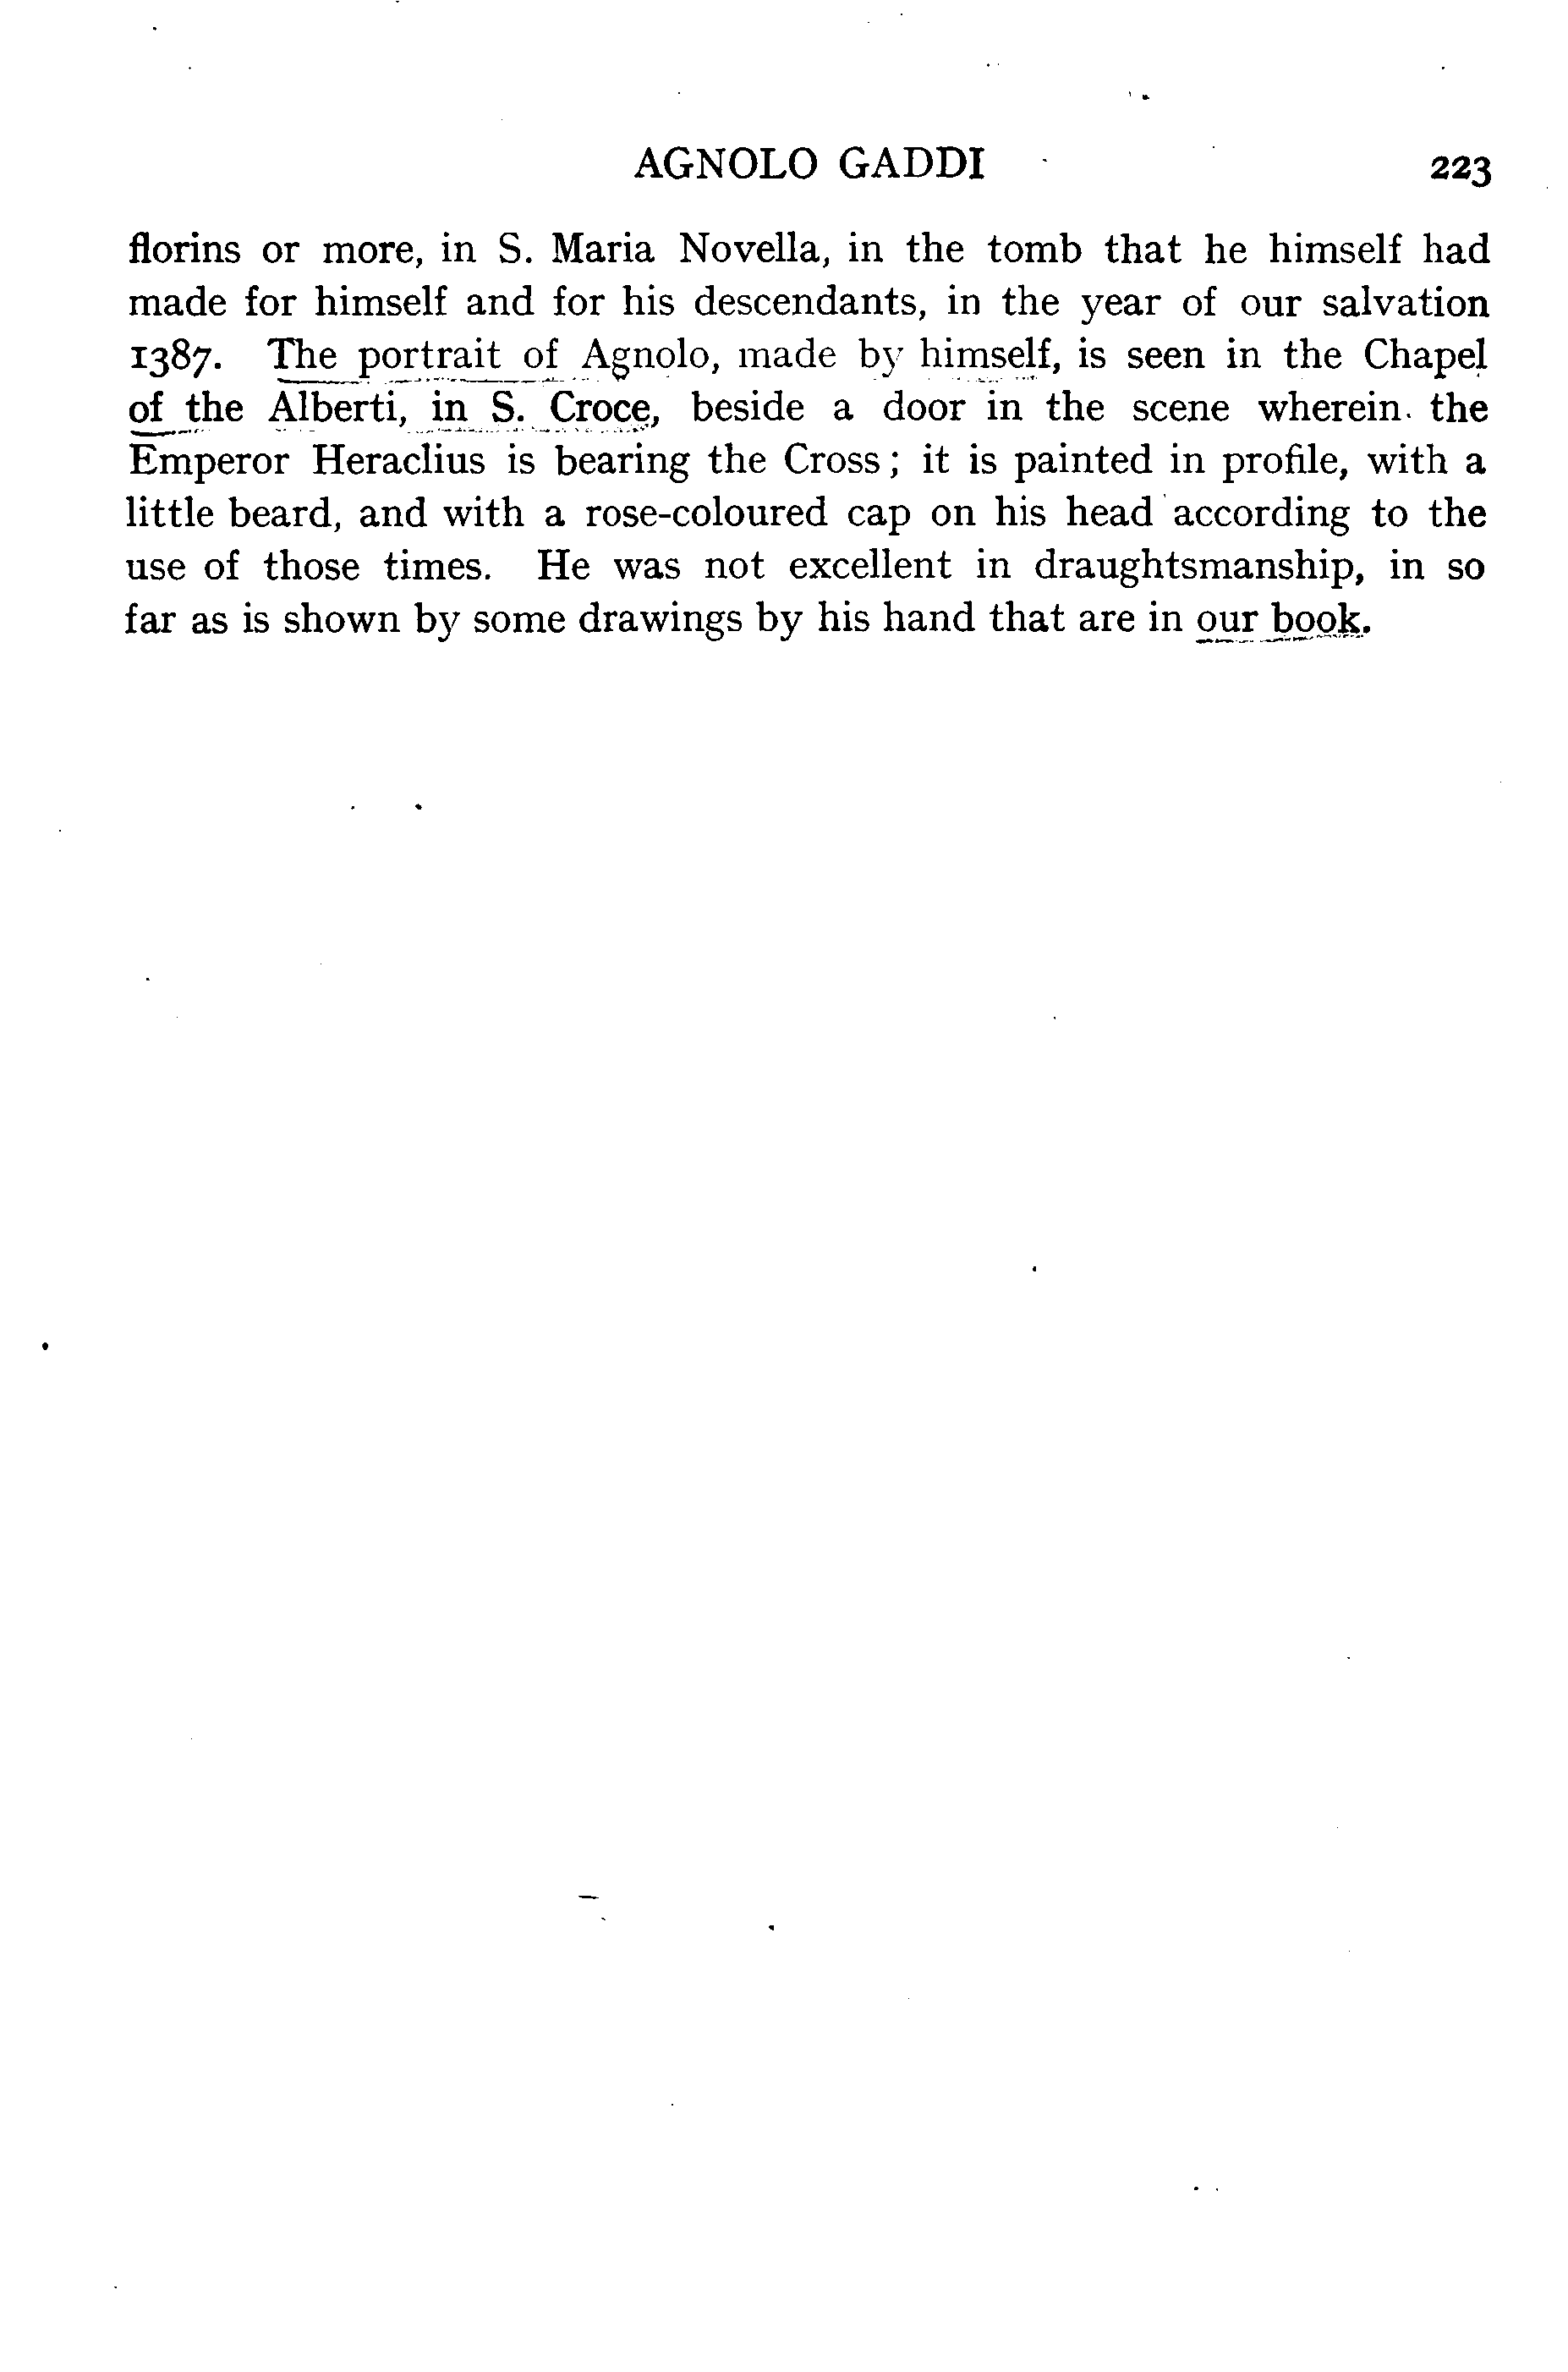 AGNOLO GADDI 223
florins or more, in S. Maria Novella, in the tomb that he himself had
made for himself and for his descendants, in the year of our salvation
1387. The portrait of Agnolo, made by himself, is seen in the Chapel
of the Alberti, in S. Croce, beside a door in the scene wherein the
Emperor Heraclius is bearing the Cross; it is painted in profile, with a
little beard, and with a rose-coloured cap on his head according to the
use of those times. He was not excellent in draughtsmanship, in so
far as is shown by some drawings by his hand that are in our book.